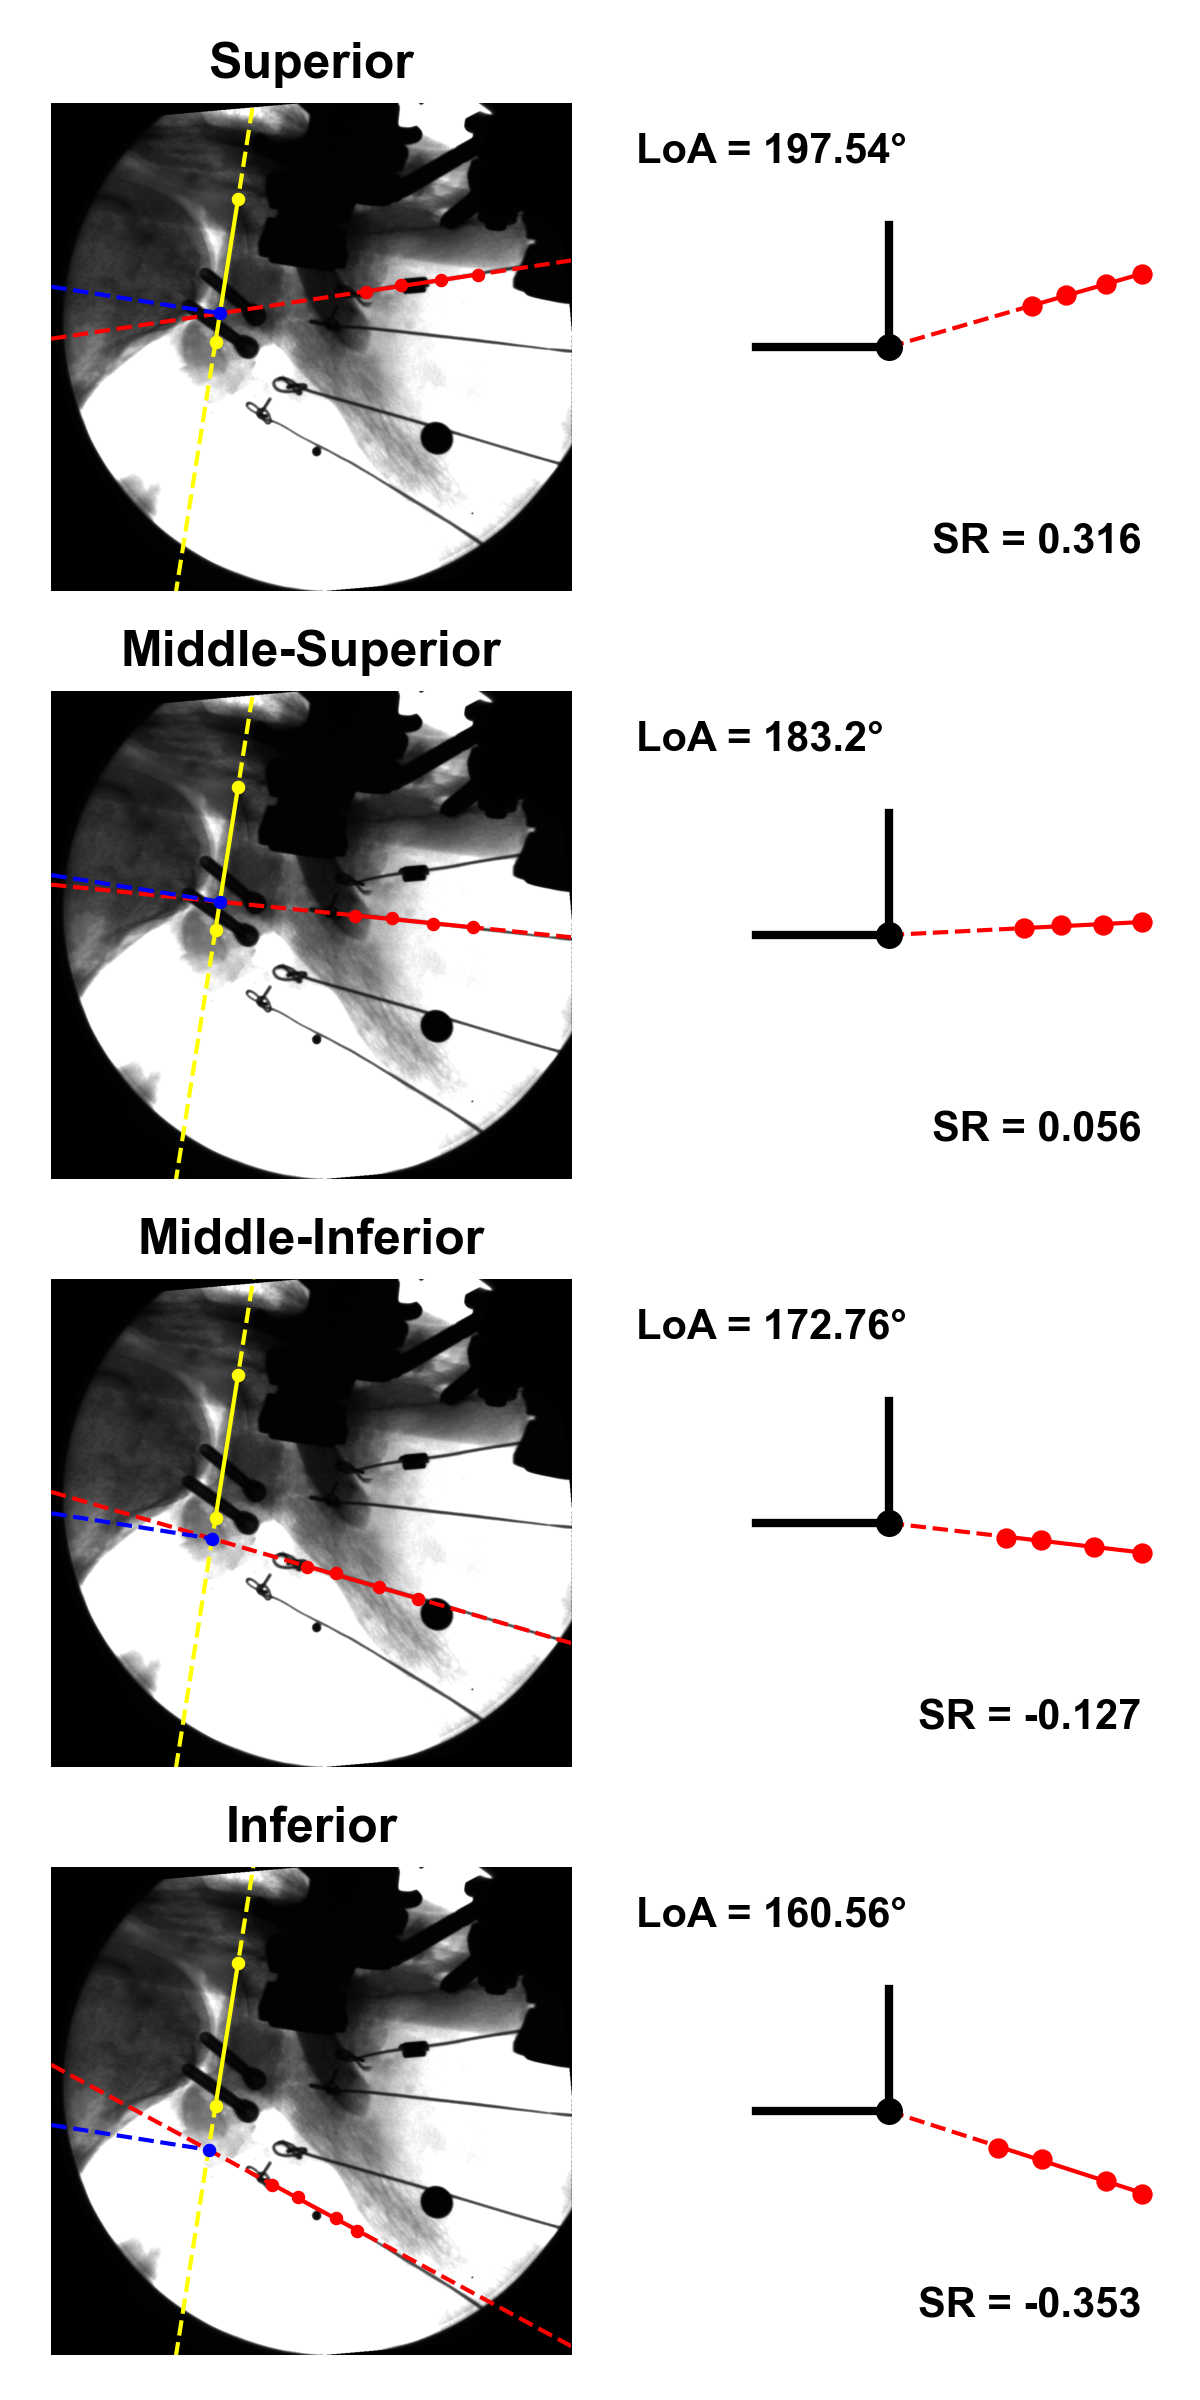 Superior
LoA = 197.54°
SR = 0.316
Middle-Superior
LoA = 183.2°
SR = 0.056
Middle-Inferior
LoA = 172.76°
SR = -0.127
Inferior
LoA = 160.56°
SR = -0.353